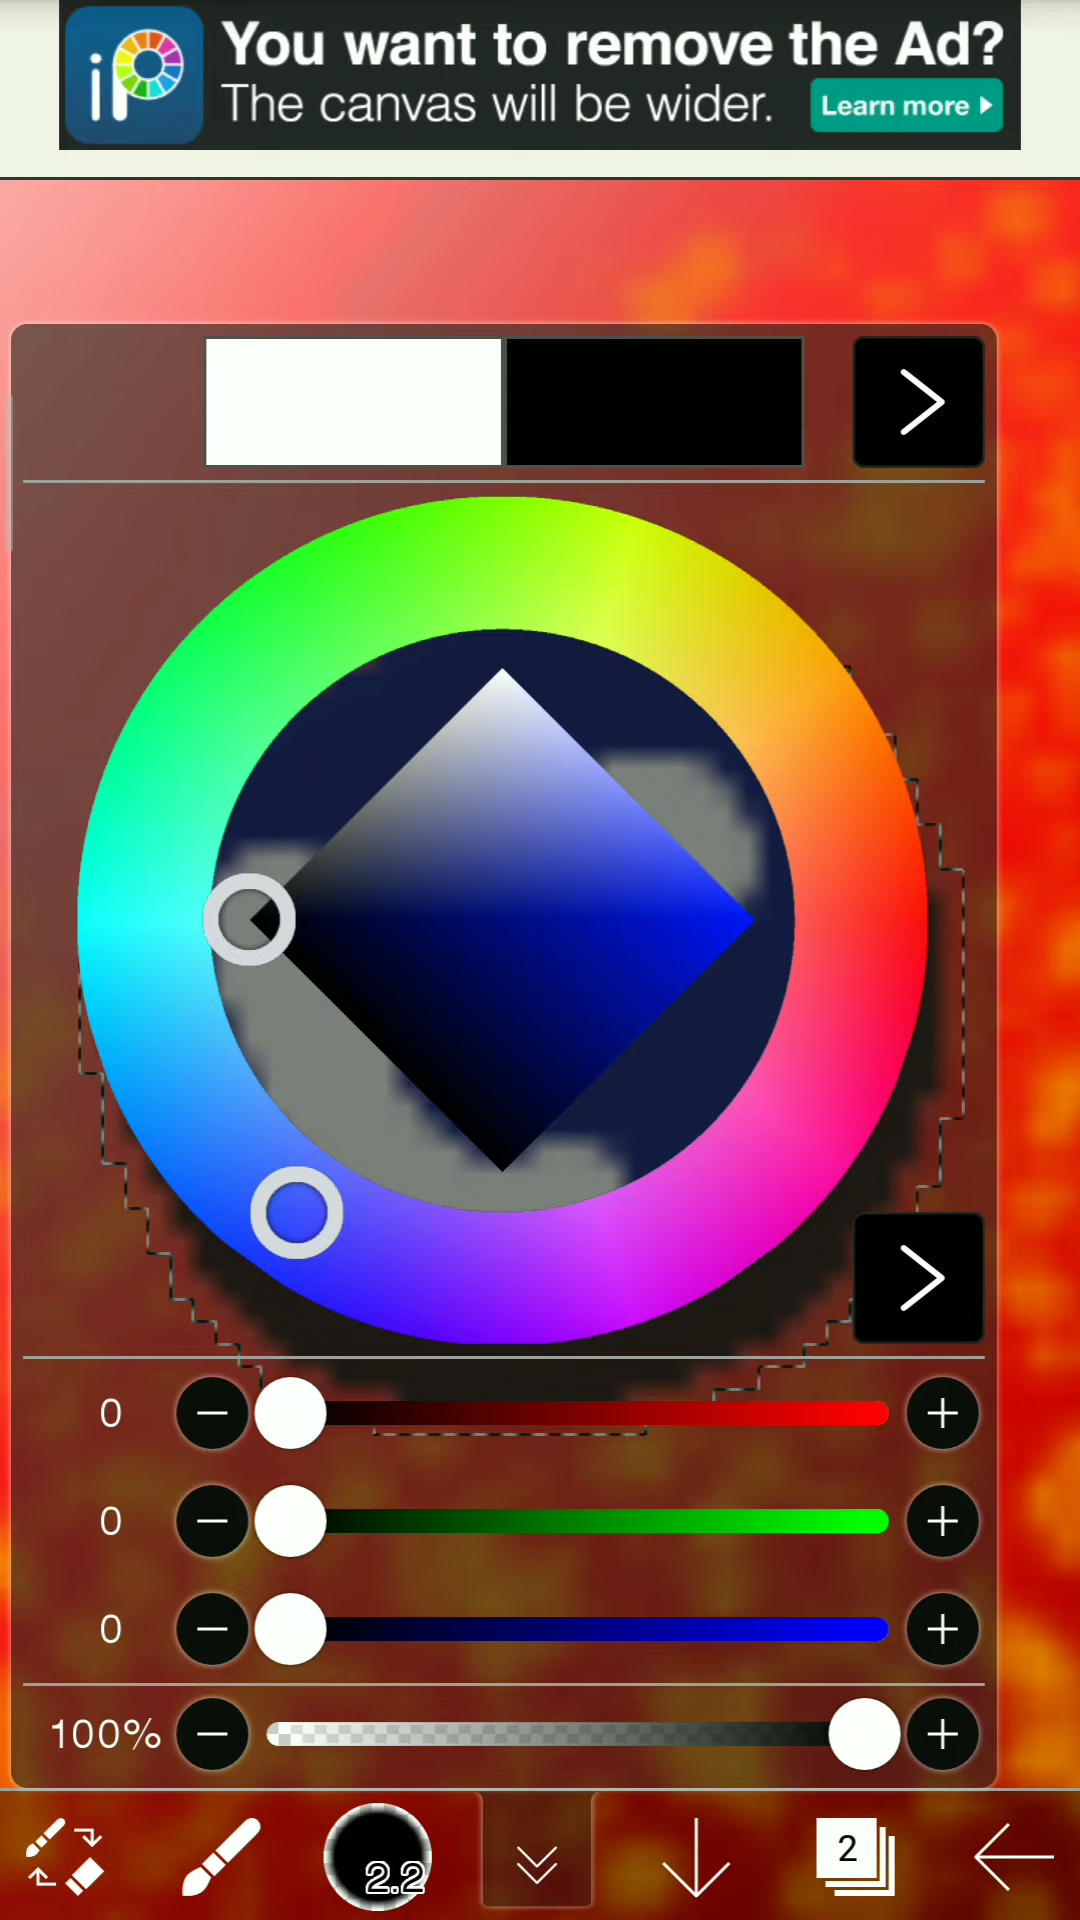 iP
You want to remove the Ad?
The canvas will be wider.
Learn more
0
0
0
100%
2.2
2